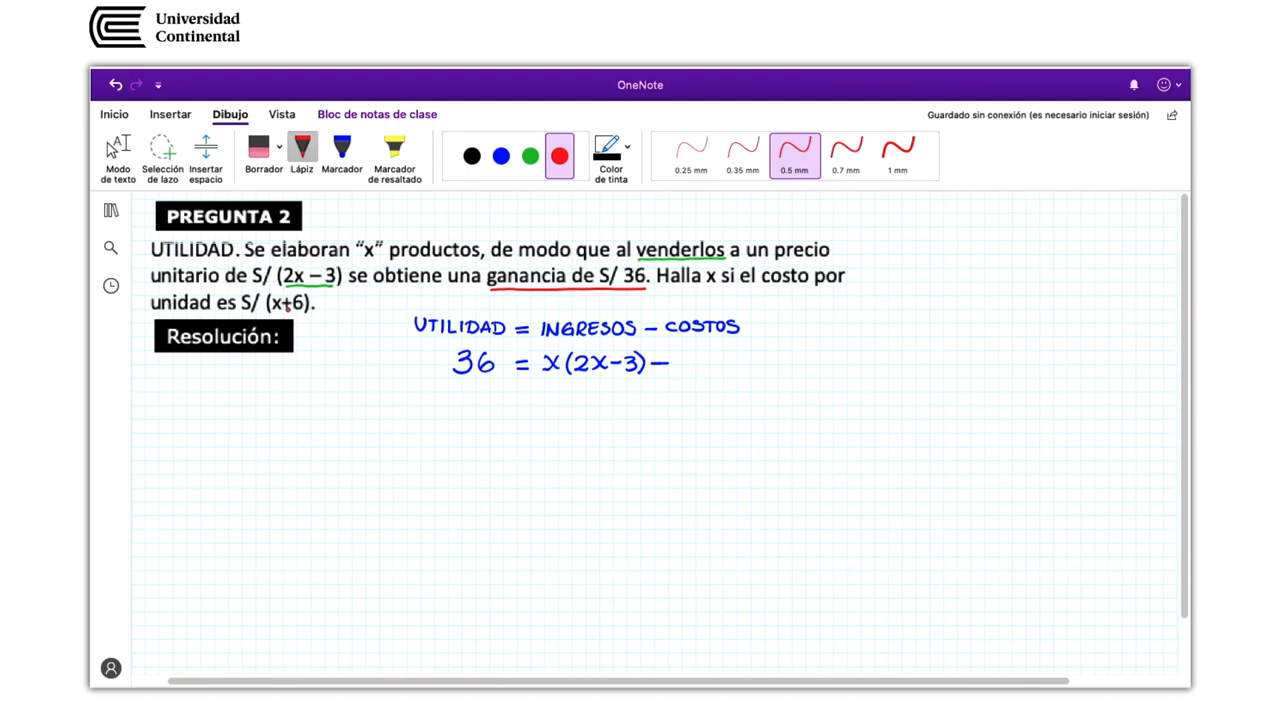 Universidad
Continental
OneNote
Inicio Insertar Dibujo Vista Bloc de notas de clase Guardado sin conexión (es necesario iniciar sesión)
Modo de texto
Selección de lazo
Insertar espacio
Borrador
Lápiz
Marcador
Marcador de resaltado
Color de tinta
0.25 mm 0.35 mm 0.5 mm 0.7 mm 1 mm
PREGUNTA 2
UTILIDAD. Se elaboran “x” productos, de modo que al venderlos a un precio
unitario de S/ (2x – 3) se obtiene una ganancia de S/ 36. Halla x si el costo por
unidad es S/ (x+6).
Resolución:
UTILIDAD = INGRESOS - COSTOS
36 = x(2x-3) -